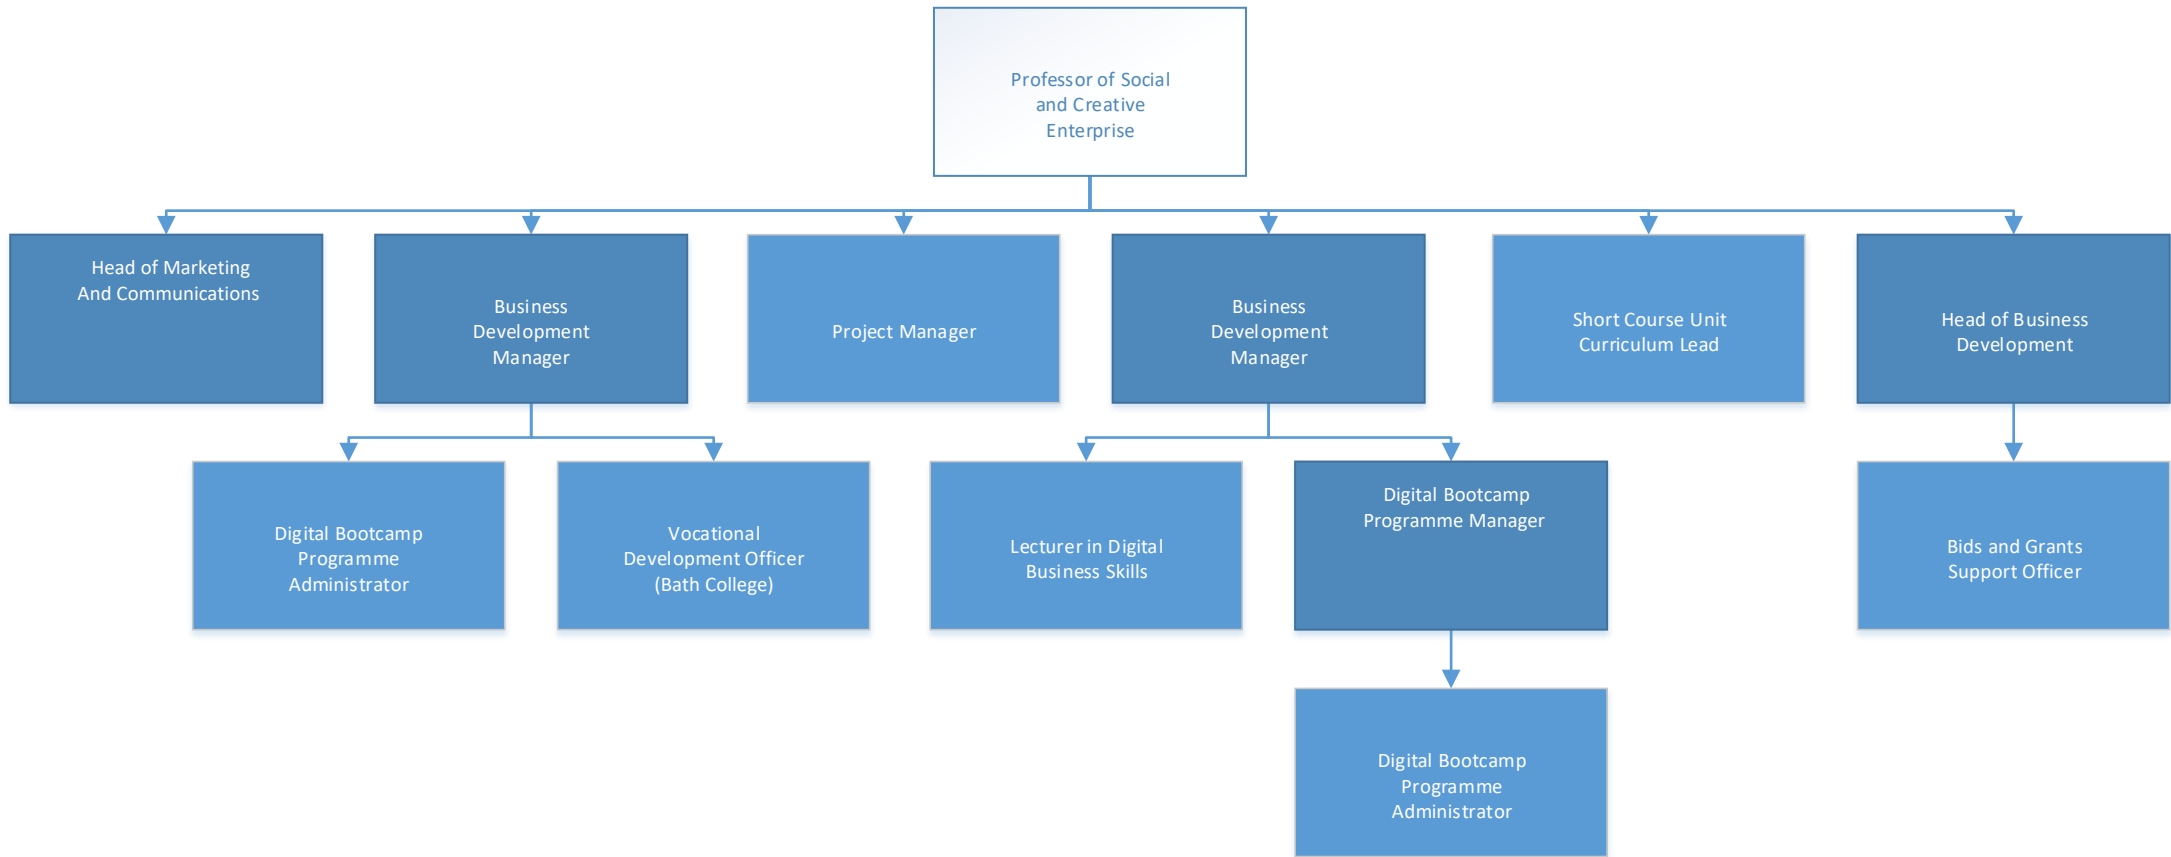 Professor of Social
and Creative
Enterprise
Head of Marketing
And Communications
Business
Development
Manager
Project Manager
Business
Development
Manager
Short Course Unit
Curriculum Lead
Head of Business
Development
Digital Bootcamp
Programme
Administrator
Vocational
Development Officer
(Bath College)
Lecturer in Digital
Business Skills
Digital Bootcamp
Programme Manager
Bids and Grants
Support Officer
Digital Bootcamp
Programme
Administrator